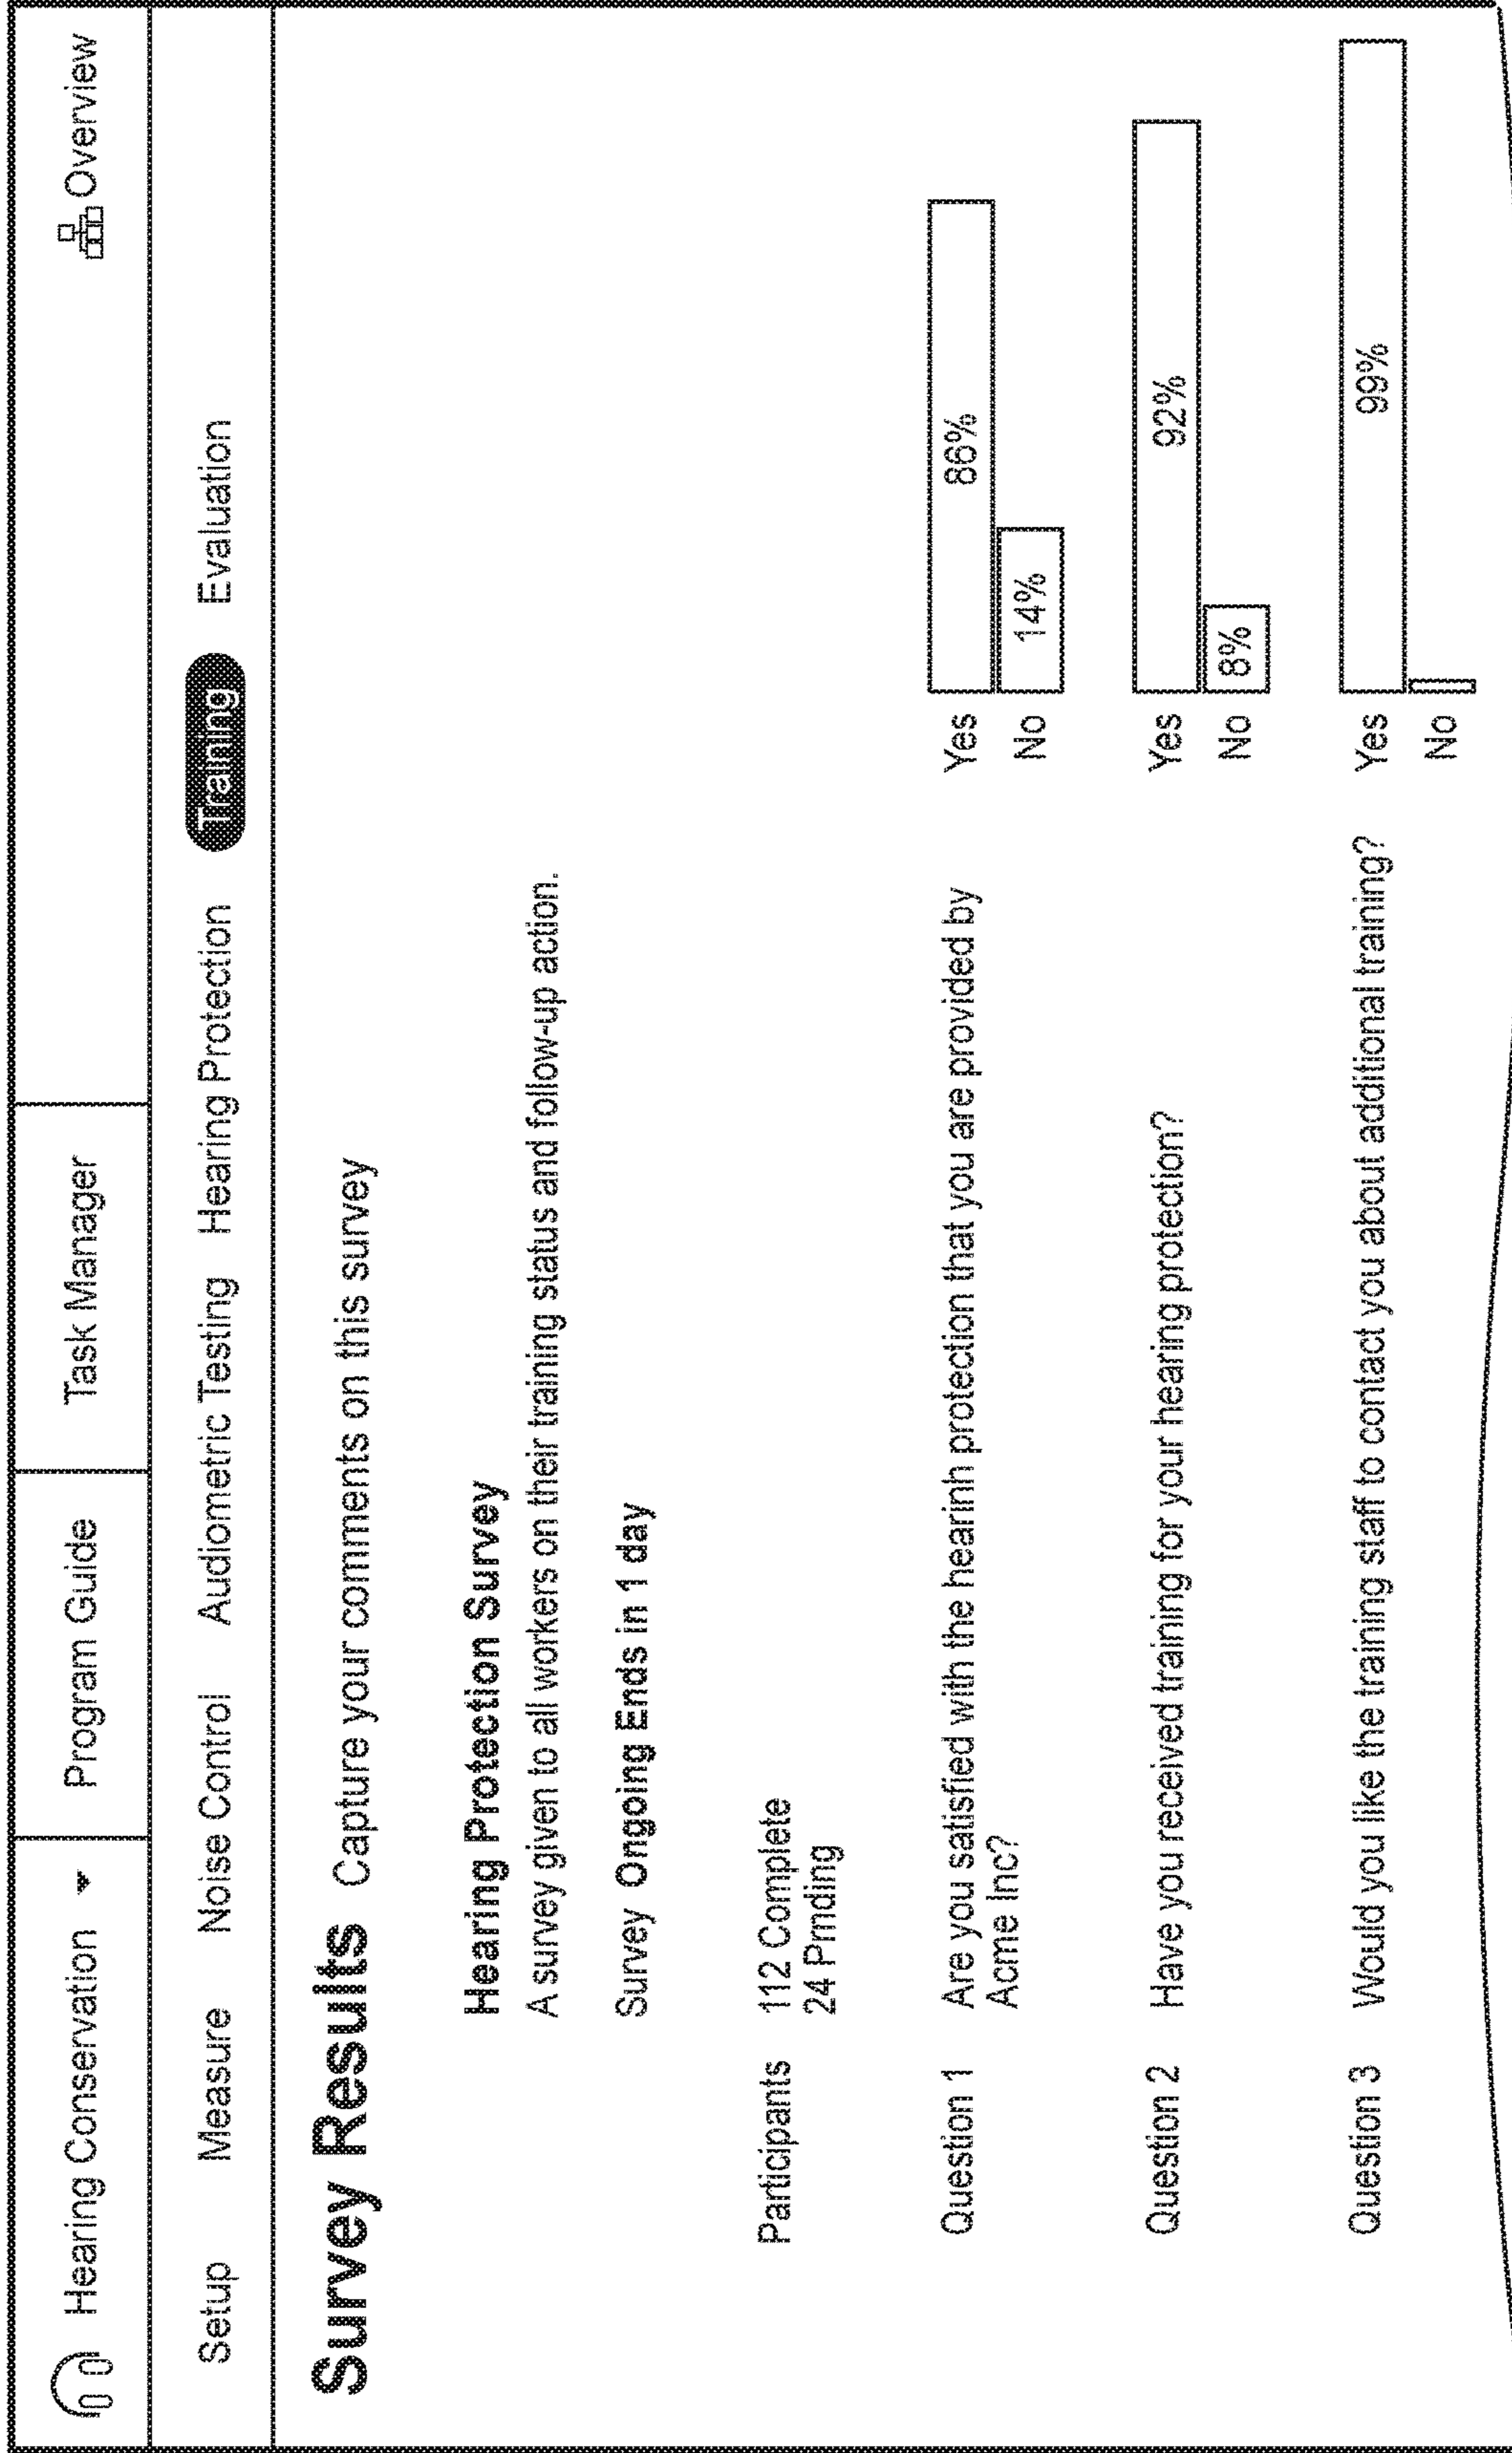 Hearing Conservation Program Guide Task Manager Overview
Setup Measure Noise Control Audiometric Testing Hearing Protection Training Evaluation
Survey Results Capture your comments on this survey
Hearing Protection Survey
A survey given to all workers on their training status and follow-up action.
Survey Ongoing Ends in 1 day
Participants 112 Complete
24 Prnding
Question 1 Are you satisfied with the hearinh protection that you are provided by Yes 86%
Acme Inc? No 14%
Question 2 Have you received training for your hearing protection? Yes 92%
No 8%
Question 3 Would you like the training staff to contact you about additional training? Yes 99%
No